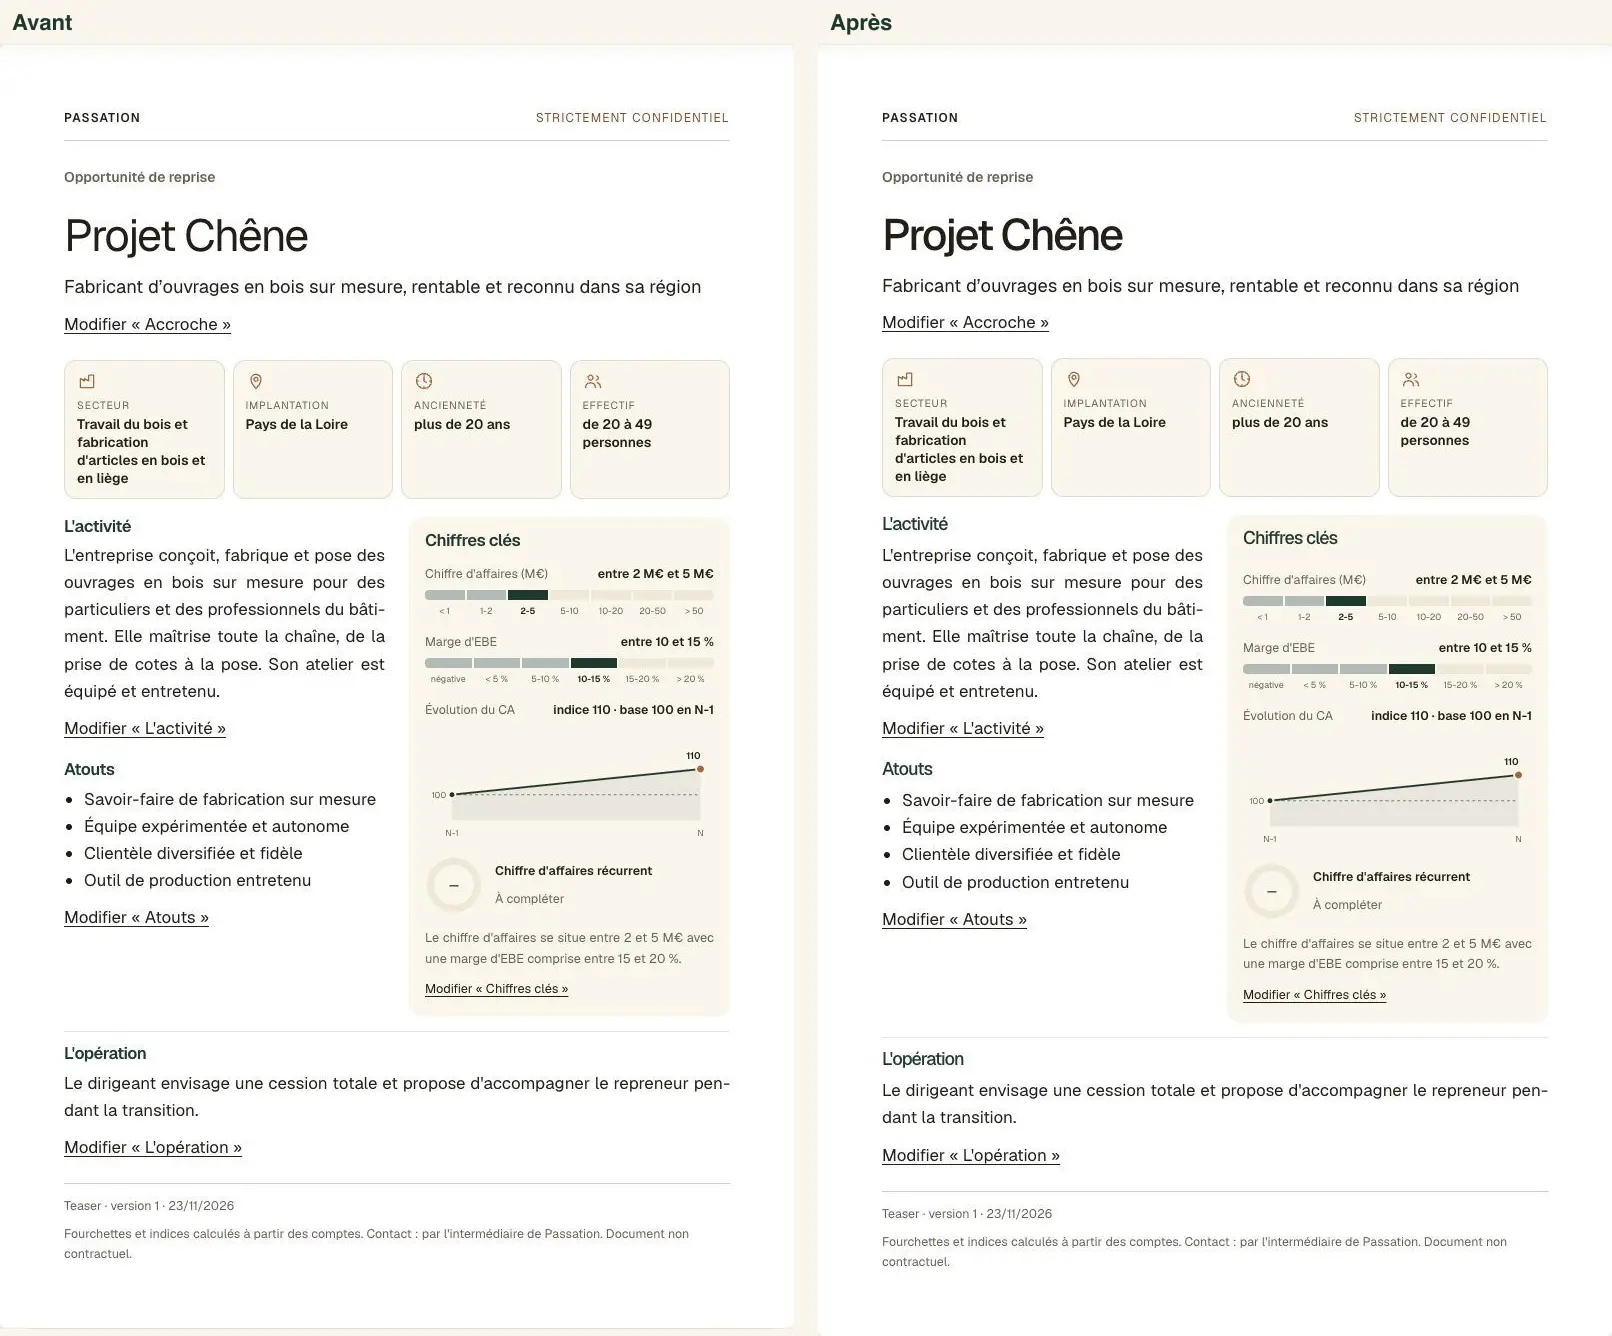 Avant
PASSATION
STRICTEMENT CONFIDENTIEL
Opportunité de reprise
Projet Chêne
Fabricant d’ouvrages en bois sur mesure, rentable et reconnu dans sa région
Modifier « Accroche »
SECTEUR
Travail du bois et
fabrication
d'articles en bois et
en liège
IMPLANTATION
Pays de la Loire
ANCIENNETÉ
plus de 20 ans
EFFECTIF
de 20 à 49
personnes
L'activité
L'entreprise conçoit, fabrique et pose des
ouvrages en bois sur mesure pour des
particuliers et des professionnels du bâti-
ment. Elle maîtrise toute la chaîne, de la
prise de cotes à la pose. Son atelier est
équipé et entretenu.
Modifier « L'activité »
Atouts
• Savoir-faire de fabrication sur mesure
• Équipe expérimentée et autonome
• Clientèle diversifiée et fidèle
• Outil de production entretenu
Modifier « Atouts »
Chiffres clés
Chiffre d'affaires (M€) entre 2 M€ et 5 M€
< 1 1-2 2-5 5-10 10-20 20-50 > 50
Marge d'EBE entre 10 et 15 %
négative < 5 % 5-10 % 10-15 % 15-20 % > 20 %
Évolution du CA indice 110 · base 100 en N-1
110
100
N-1 N
–
Chiffre d'affaires récurrent
À compléter
Le chiffre d'affaires se situe entre 2 et 5 M€ avec
une marge d'EBE comprise entre 15 et 20 %.
Modifier « Chiffres clés »
L'opération
Le dirigeant envisage une cession totale et propose d'accompagner le repreneur pen-
dant la transition.
Modifier « L'opération »
Teaser · version 1 · 23/11/2026
Fourchettes et indices calculés à partir des comptes. Contact : par l'intermédiaire de Passation. Document non
contractuel.
Après
PASSATION
STRICTEMENT CONFIDENTIEL
Opportunité de reprise
Projet Chêne
Fabricant d’ouvrages en bois sur mesure, rentable et reconnu dans sa région
Modifier « Accroche »
SECTEUR
Travail du bois et
fabrication
d'articles en bois et
en liège
IMPLANTATION
Pays de la Loire
ANCIENNETÉ
plus de 20 ans
EFFECTIF
de 20 à 49
personnes
L'activité
L'entreprise conçoit, fabrique et pose des
ouvrages en bois sur mesure pour des
particuliers et des professionnels du bâti-
ment. Elle maîtrise toute la chaîne, de la
prise de cotes à la pose. Son atelier est
équipé et entretenu.
Modifier « L'activité »
Atouts
• Savoir-faire de fabrication sur mesure
• Équipe expérimentée et autonome
• Clientèle diversifiée et fidèle
• Outil de production entretenu
Modifier « Atouts »
Chiffres clés
Chiffre d'affaires (M€) entre 2 M€ et 5 M€
< 1 1-2 2-5 5-10 10-20 20-50 > 50
Marge d'EBE entre 10 et 15 %
négative < 5 % 5-10 % 10-15 % 15-20 % > 20 %
Évolution du CA indice 110 · base 100 en N-1
110
100
N-1 N
–
Chiffre d'affaires récurrent
À compléter
Le chiffre d'affaires se situe entre 2 et 5 M€ avec
une marge d'EBE comprise entre 15 et 20 %.
Modifier « Chiffres clés »
L'opération
Le dirigeant envisage une cession totale et propose d'accompagner le repreneur pen-
dant la transition.
Modifier « L'opération »
Teaser · version 1 · 23/11/2026
Fourchettes et indices calculés à partir des comptes. Contact : par l'intermédiaire de Passation. Document non
contractuel.